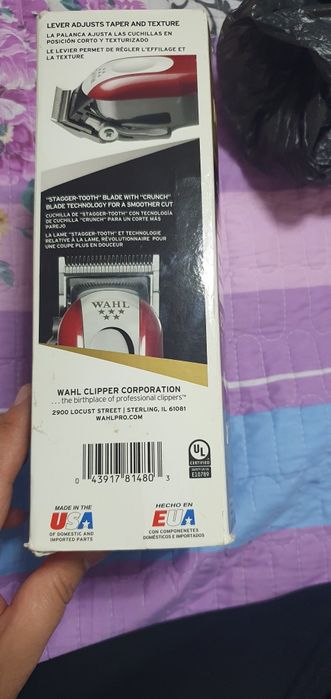 LEVER ADJUSTS TAPER AND TEXTURE
LA PALANCA AJUSTA LAS CUCHILLAS EN
POSICIÓN CORTO Y TEXTURIZADO
LE LEVIER PERMET DE RÉGLER L'EFFILAGE ET
LA TEXTURE
"STAGGER-TOOTH" BLADE WITH "CRUNCH"
BLADE TECHNOLOGY FOR A SMOOTHER CUT
CUCHILLA DE "STAGGER-TOOTH" CON TECNOLOGÍA
DE CUCHILLA "CRUNCH" PARA UN CORTE MÁS
PAREJO
LA LAME "STAGGER-TOOTH" ET TECHNOLOGIE
RELATIVE À LA LAME, RÉVOLUTIONNAIRE POUR
UNE COUPE PLUS EN DOUCEUR
WAHL
WAHL CLIPPER CORPORATION
...the birthplace of professional clippers™
2900 LOCUST STREET | STERLING, IL 61081
WAHLPRO.COM
0 43917 81480 3
UL
CERTIFIED
E10789
MADE IN THE
USA
OF DOMESTIC AND
IMPORTED PARTS
HECHO EN
EUA
CON COMPONENETES
DOMÉSTICOS E IMPORTADOS